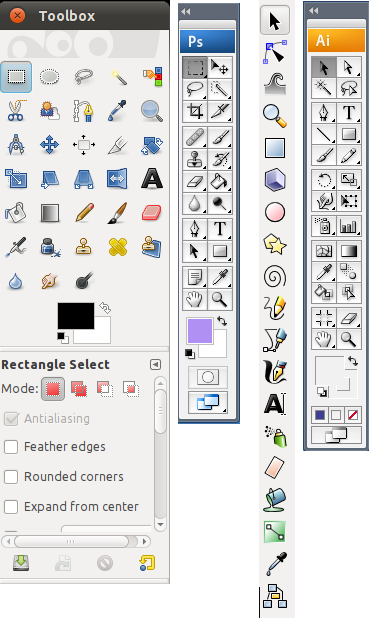 Toolbox
Rectangle Select
Mode:
Antialiasing
Feather edges
Rounded corners
Expand from center
Ps
Ai